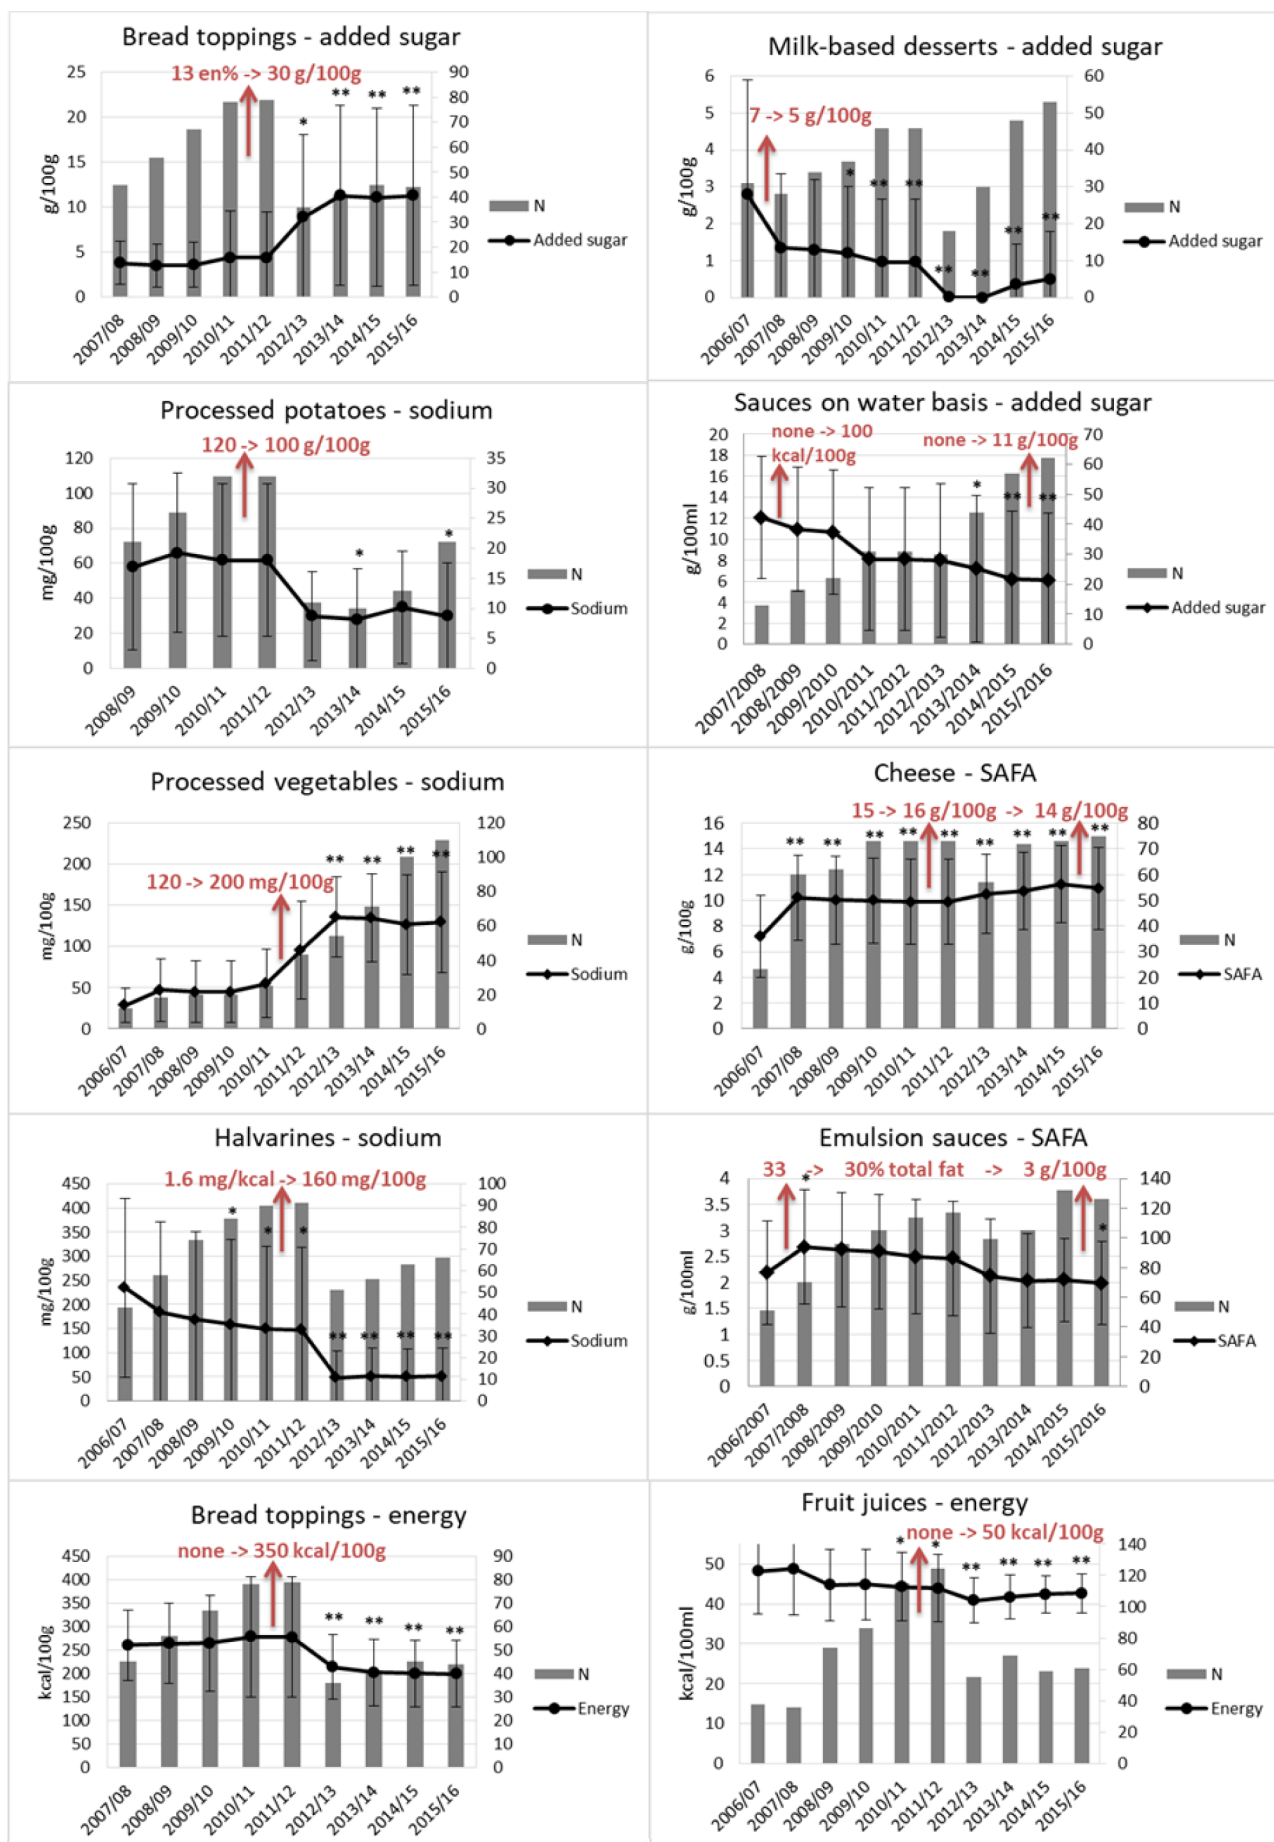 Bread toppings - added sugar
13 en% -> 30 g/100g
25
20
15
10
5
0
g/100g
90
80
70
60
50
40
30
20
10
0
* ** ** **
N
Added sugar
2007/08 2008/09 2009/10 2010/11 2011/12 2012/13 2013/14 2014/15 2015/16
Milk-based desserts - added sugar
7 -> 5 g/100g
6
5
4
3
2
1
0
g/100g
60
50
40
30
20
10
0
* ** ** ** ** ** **
N
Added sugar
2006/07 2007/08 2008/09 2009/10 2010/11 2011/12 2012/13 2013/14 2014/15 2015/16
Processed potatoes - sodium
120 -> 100 g/100g
120
100
80
60
40
20
0
mg/100g
35
30
25
20
15
10
5
0
* *
N
Sodium
2008/09 2009/10 2010/11 2011/12 2012/13 2013/14 2014/15 2015/16
Sauces on water basis - added sugar
none -> 100
kcal/100g
none -> 11 g/100g
20
18
16
14
12
10
8
6
4
2
0
g/100ml
70
60
50
40
30
20
10
0
* ** **
N
Added sugar
2007/2008 2008/2009 2009/2010 2010/2011 2011/2012 2012/2013 2013/2014 2014/2015 2015/2016
Processed vegetables - sodium
120 -> 200 mg/100g
250
200
150
100
50
0
mg/100g
120
100
80
60
40
20
0
** ** ** **
N
Sodium
2006/07 2007/08 2008/09 2009/10 2010/11 2011/12 2012/13 2013/14 2014/15 2015/16
Cheese - SAFA
15 -> 16 g/100g -> 14 g/100g
16
14
12
10
8
6
4
2
0
g/100g
80
70
60
50
40
30
20
10
0
** ** ** ** ** ** ** ** **
N
SAFA
2006/07 2007/08 2008/09 2009/10 2010/11 2011/12 2012/13 2013/14 2014/15 2015/16
Halvarines - sodium
1.6 mg/kcal -> 160 mg/100g
450
400
350
300
250
200
150
100
50
0
mg/100g
100
90
80
70
60
50
40
30
20
10
0
* * * ** ** ** **
N
Sodium
2006/07 2007/08 2008/09 2009/10 2010/11 2011/12 2012/13 2013/14 2014/15 2015/16
Emulsion sauces - SAFA
33 -> 30% total fat -> 3 g/100g
4
3.5
3
2.5
2
1.5
1
0.5
0
g/100ml
140
120
100
80
60
40
20
0
* *
N
SAFA
2006/2007 2007/2008 2008/2009 2009/2010 2010/2011 2011/2012 2012/2013 2013/2014 2014/2015 2015/2016
Bread toppings - energy
none -> 350 kcal/100g
450
400
350
300
250
200
150
100
50
0
kcal/100g
90
80
70
60
50
40
30
20
10
0
** ** ** **
N
Energy
2007/08 2008/09 2009/10 2010/11 2011/12 2012/13 2013/14 2014/15 2015/16
Fruit juices - energy
none -> 50 kcal/100g
50
40
30
20
10
0
kcal/100ml
140
120
100
80
60
40
20
0
* * ** ** ** **
N
Energy
2006/07 2007/08 2008/09 2009/10 2010/11 2011/12 2012/13 2013/14 2014/15 2015/16